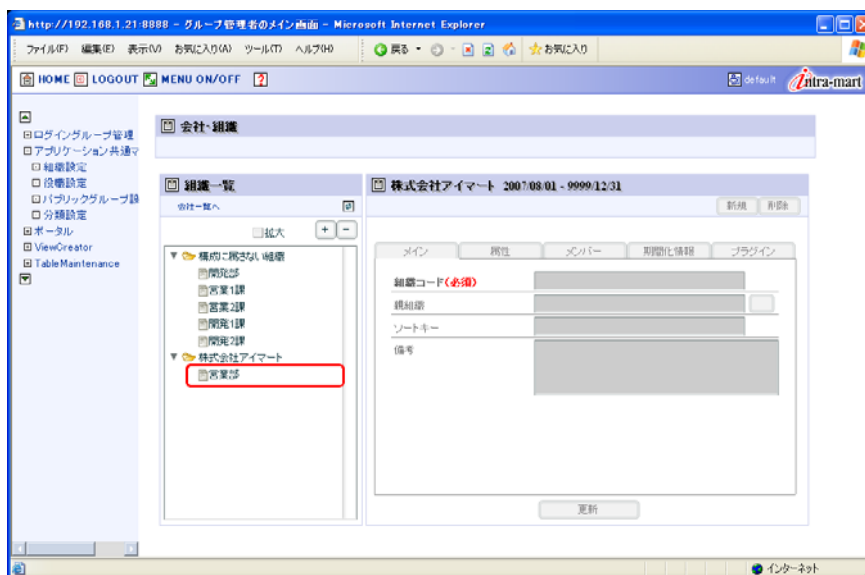 http://192.168.1.21:8888 - グループ管理者のメイン画面 - Microsoft Internet Explorer
ファイル(F) 編集(E) 表示(V) お気に入り(A) ツール(T) ヘルプ(H) 戻る お気に入り
HOME LOGOUT MENU ON/OFF ? default intra-mart
ログイングループ管理
アプリケーション共通マ
組織設定
役職設定
パブリックグループ設
分類設定
ポータル
ViewCreator
TableMaintenance
会社・組織
組織一覧
会社一覧へ
拡大 + -
構成に属さない組織
開発部
営業1課
営業2課
開発1課
開発2課
株式会社アイマート
営業部
株式会社アイマート 2007/08/01 - 9999/12/31
新規 削除
メイン 属性 メンバー 期間化情報 プラグイン
組織コード(必須)
親組織
ソートキー
備考
更新
インターネット